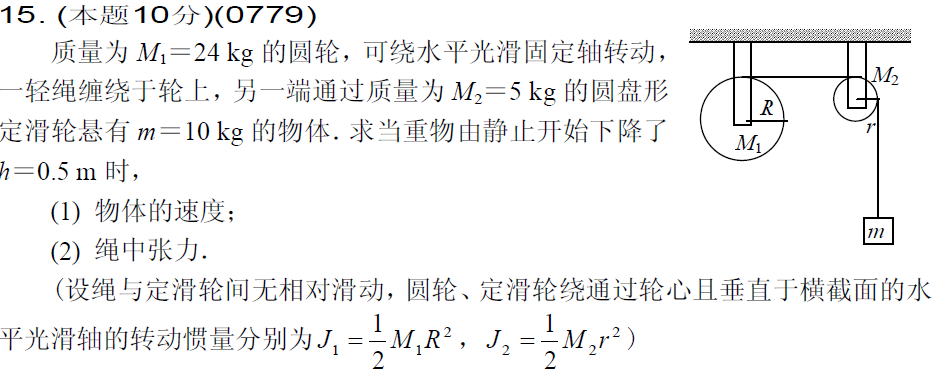 15. (本题10分)(0779)
质量为 M₁＝24 kg 的圆轮，可绕水平光滑固定轴转动，
一轻绳缠绕于轮上，另一端通过质量为 M₂＝5 kg 的圆盘形
定滑轮悬有 m＝10 kg 的物体．求当重物由静止开始下降了
h＝0.5 m 时，
(1) 物体的速度；
(2) 绳中张力．
(设绳与定滑轮间无相对滑动，圆轮、定滑轮绕通过轮心且垂直于横截面的水
平光滑轴的转动惯量分别为 J₁ = 1/2 M₁R²，J₂ = 1/2 M₂r²）
M₂
R
r
M₁
m